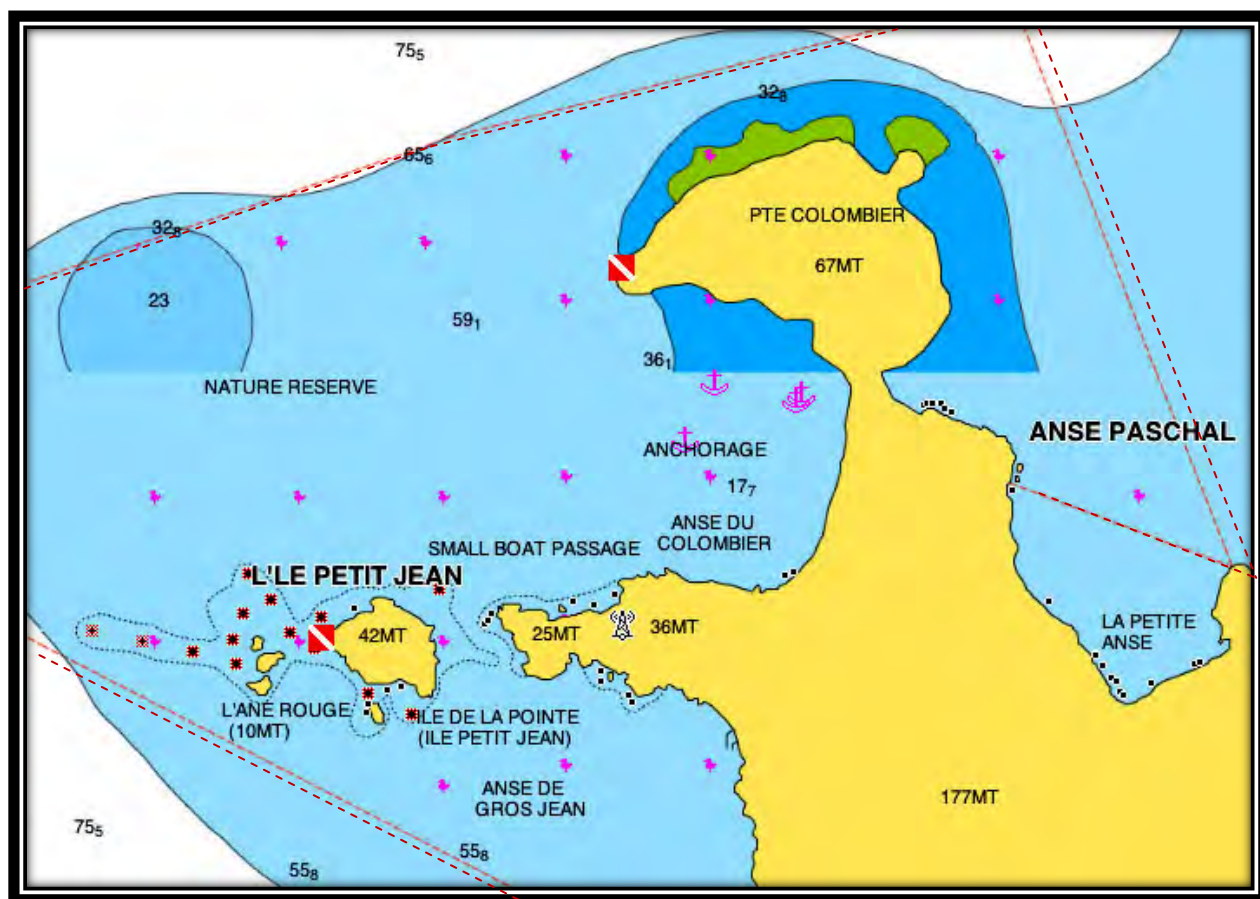 75₅
32₈
65₆
PTE COLOMBIER
32₈
67MT
23
59₁
36₁
NATURE RESERVE
ANSE PASCHAL
ANCHORAGE
17₇
ANSE DU
COLOMBIER
SMALL BOAT PASSAGE
L'LE PETIT JEAN
42MT
25MT
36MT
LA PETITE
ANSE
L'ANE ROUGE
(10MT)
ILE DE LA POINTE
(ILE PETIT JEAN)
ANSE DE
GROS JEAN
177MT
75₅
55₈
55₈